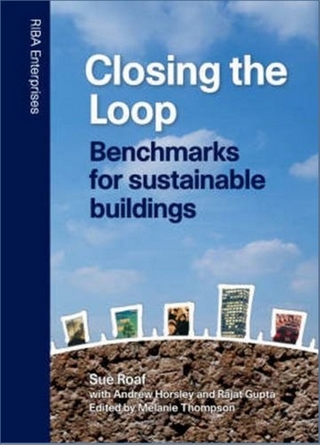 RIBA Enterprises
Closing the
Loop
Benchmarks
for sustainable
buildings
Sue Roaf
with Andrew Horsley and Rajat Gupta
Edited by Melanie Thompson